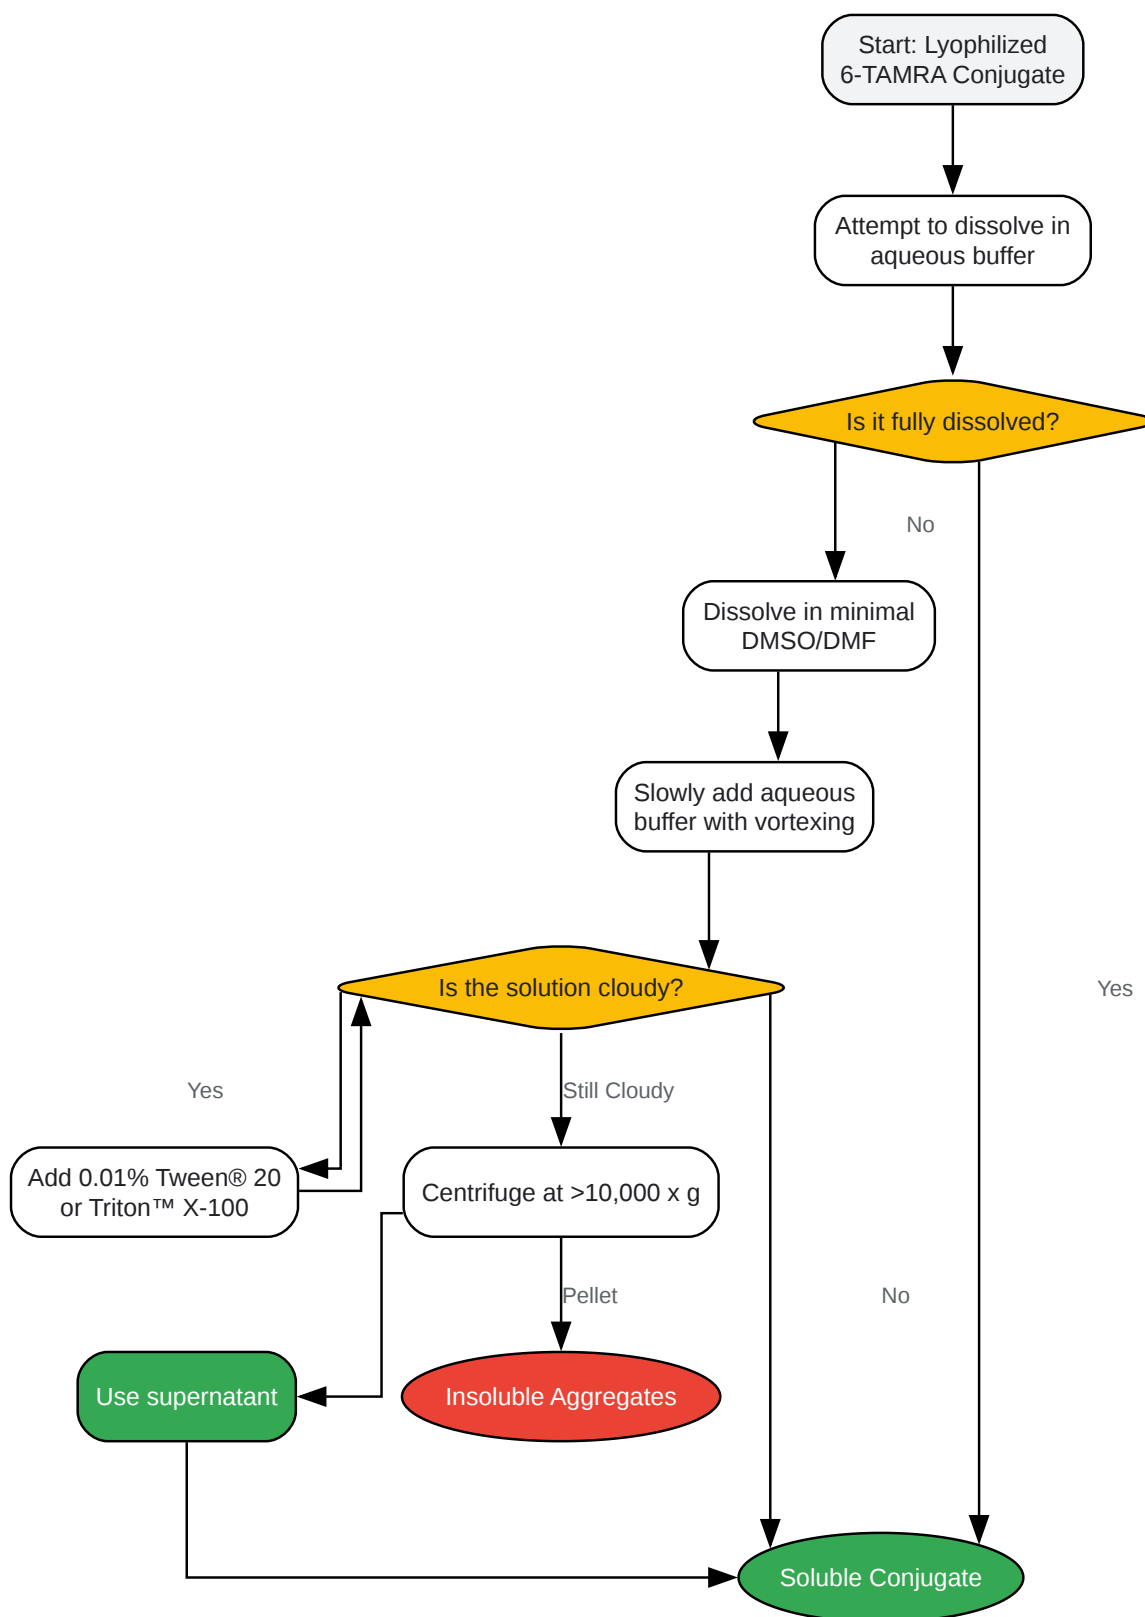 Start: Lyophilized
6-TAMRA Conjugate
Attempt to dissolve in
aqueous buffer
Is it fully dissolved?
No
Dissolve in minimal
DMSO/DMF
Slowly add aqueous
buffer with vortexing
Is the solution cloudy?
Yes
Yes
Still Cloudy
Add 0.01% Tween® 20
or Triton™ X-100
Centrifuge at >10,000 x g
Pellet
No
Use supernatant
Insoluble Aggregates
Soluble Conjugate